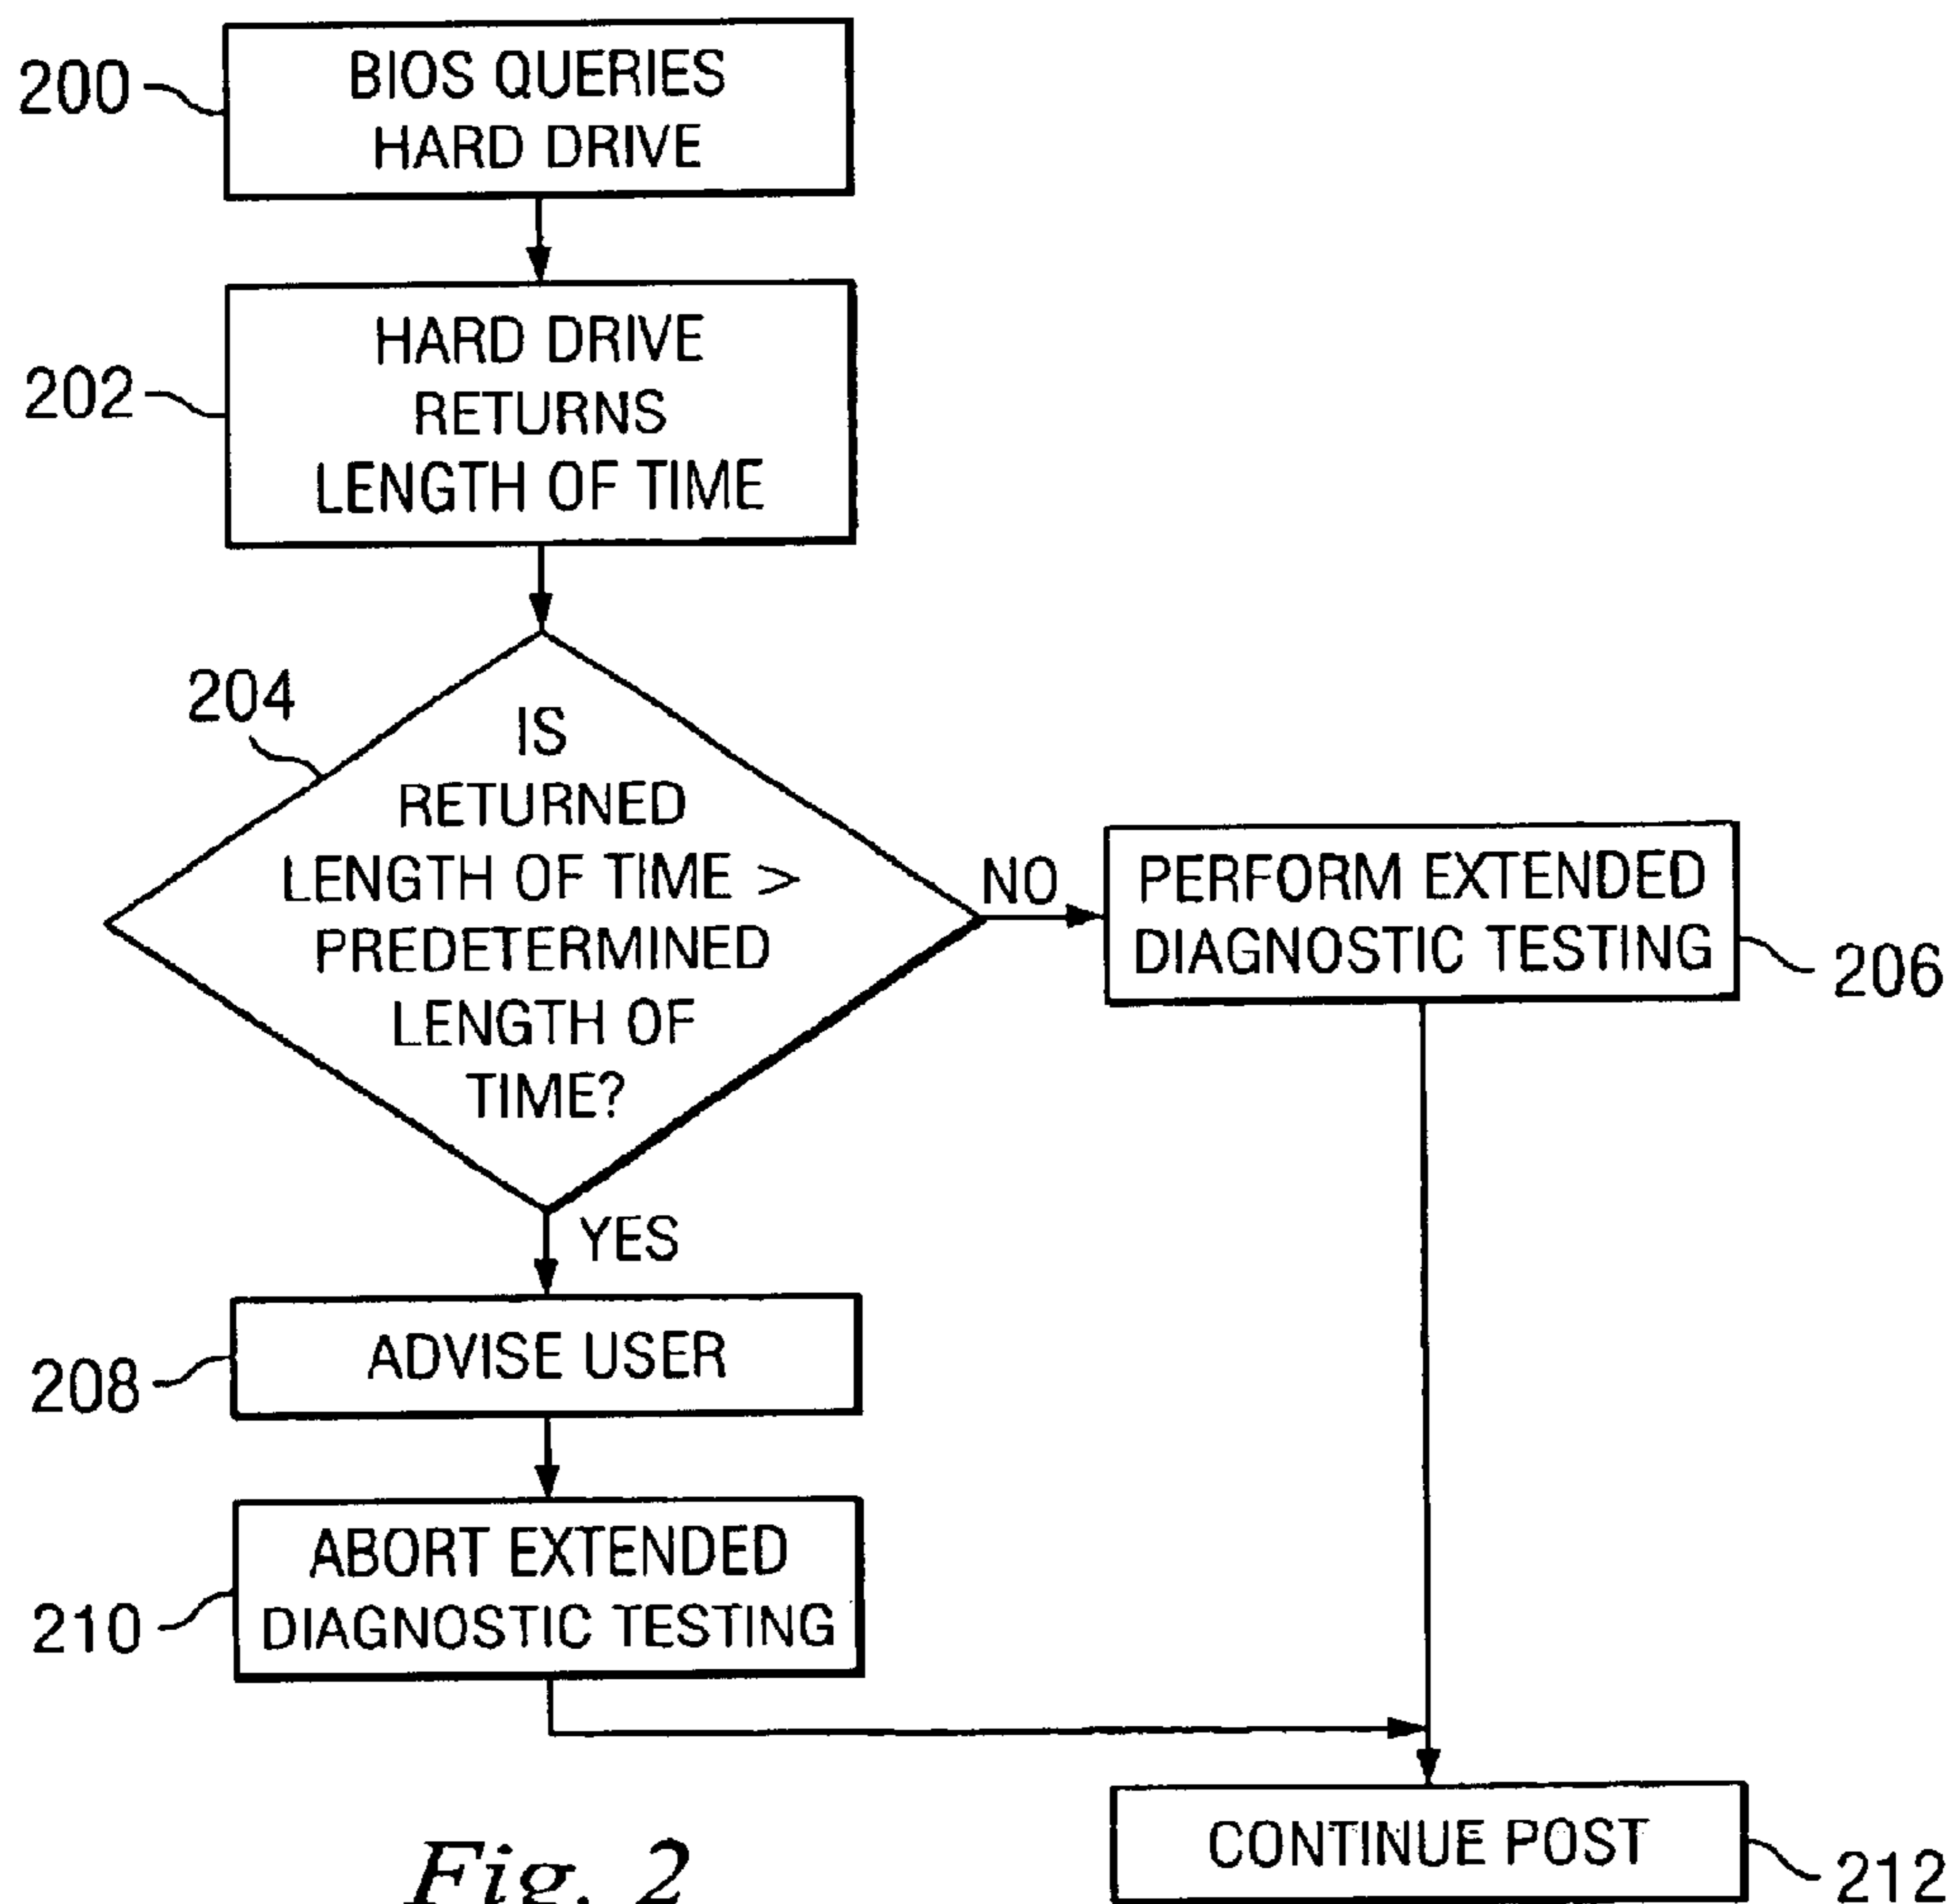 200
BIOS QUERIES
HARD DRIVE
202
HARD DRIVE
RETURNS
LENGTH OF TIME
204
IS
RETURNED
LENGTH OF TIME >
PREDETERMINED
LENGTH OF
TIME?
NO
PERFORM EXTENDED
DIAGNOSTIC TESTING
206
YES
208
ADVISE USER
210
ABORT EXTENDED
DIAGNOSTIC TESTING
CONTINUE POST
212
Fig. 2